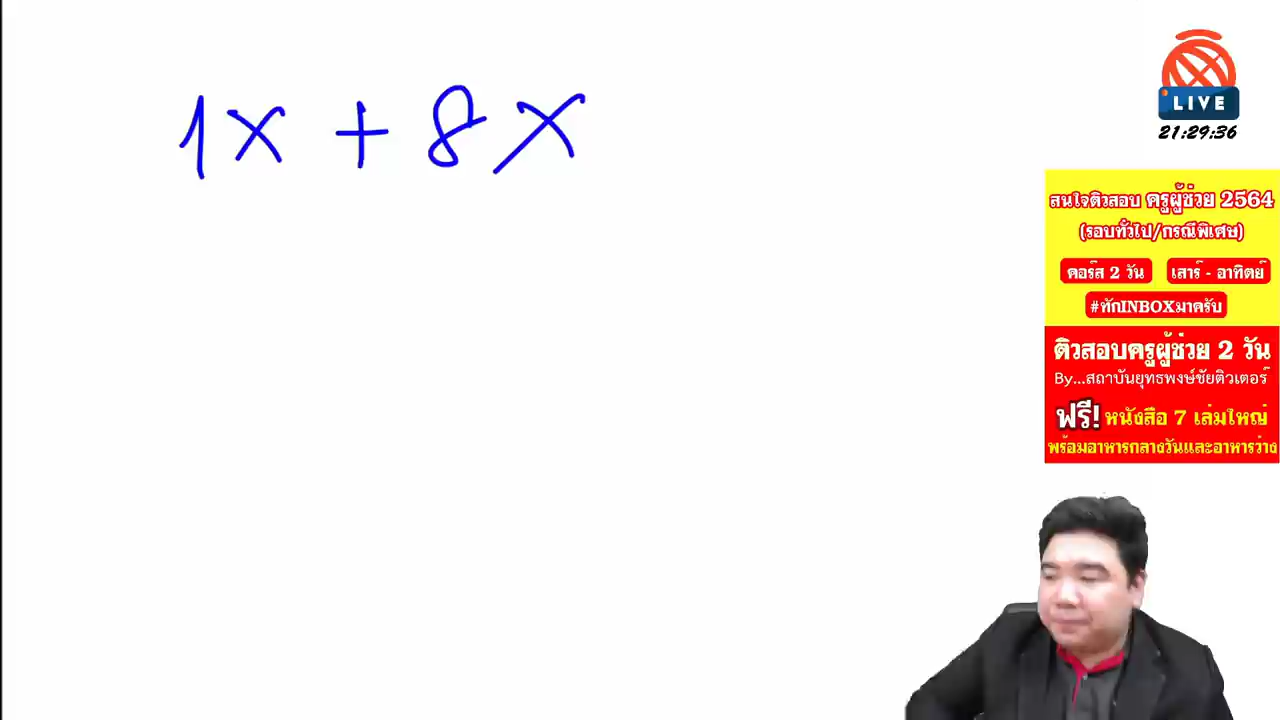 1x + 8x
LIVE
21:29:36
สนใจติวสอบ ครูผู้ช่วย 2564
(รอบทั่วไป/กรณีพิเศษ)
คอร์ส 2 วัน เสาร์ - อาทิตย์
#ทักINBOXมาครับ
ติวสอบครูผู้ช่วย 2 วัน
By...สถาบันยุทธพงษ์ชัยติวเตอร์
ฟรี! หนังสือ 7 เล่มใหญ่
พร้อมอาหารกลางวันและอาหารว่าง